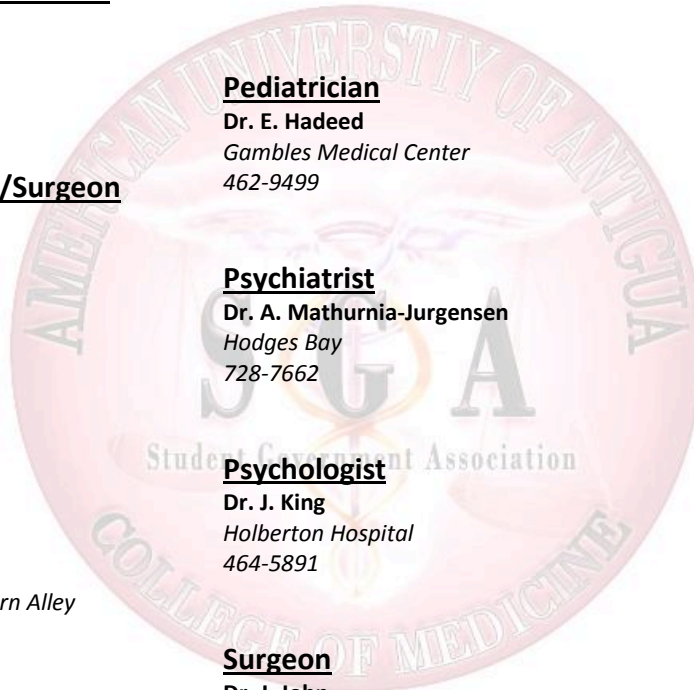 Pediatrician
Dr. E. Hadeed
Gambles Medical Center
462-9499
/Surgeon
Psychiatrist
Dr. A. Mathurnia-Jurgensen
Hodges Bay
728-7662
Psychologist
Dr. J. King
Holberton Hospital
464-5891
rn Alley
Surgeon
Dr. J. John
AMERICAN UNIVERSTIY OF ANTIGUA
SGA
Student Government Association
COLLEGE OF MEDICINE